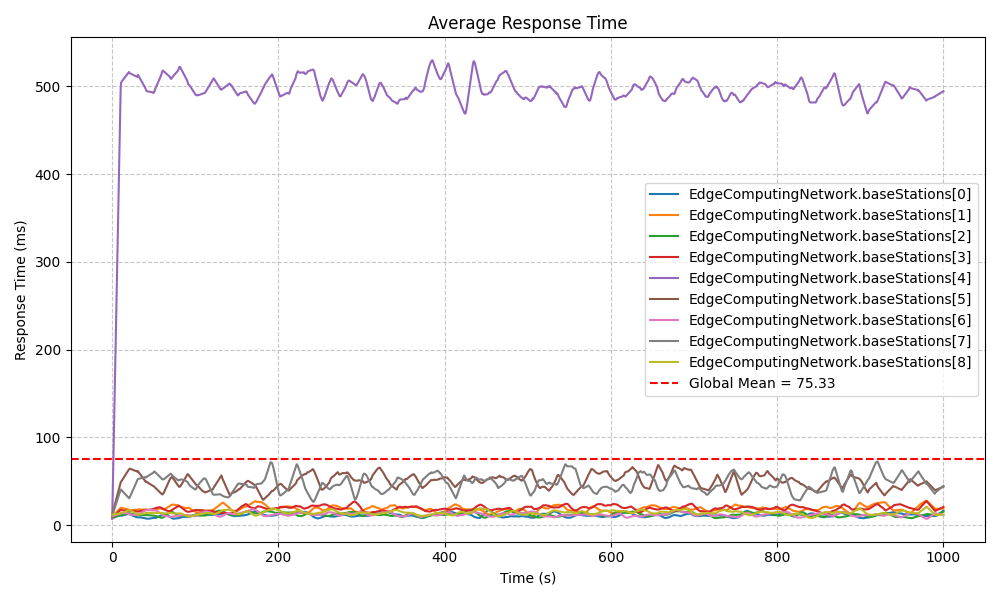 Average Response Time
Response Time (ms)
500
400
300
200
100
0
EdgeComputingNetwork.baseStations[0]
EdgeComputingNetwork.baseStations[1]
EdgeComputingNetwork.baseStations[2]
EdgeComputingNetwork.baseStations[3]
EdgeComputingNetwork.baseStations[4]
EdgeComputingNetwork.baseStations[5]
EdgeComputingNetwork.baseStations[6]
EdgeComputingNetwork.baseStations[7]
EdgeComputingNetwork.baseStations[8]
Global Mean = 75.33
0 200 400 600 800 1000
Time (s)